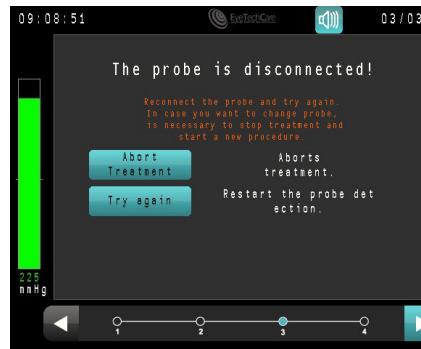 09:08:51
EyeTechCare
03/03
The probe is disconnected!
Reconnect the probe and try again.
In case you want to change probe,
is necessary to stop treatment and
start a new procedure.
Abort
Treatment
Aborts
treatment.
Try again
Restart the probe det
ection.
225
mmHg
1
2
3
4